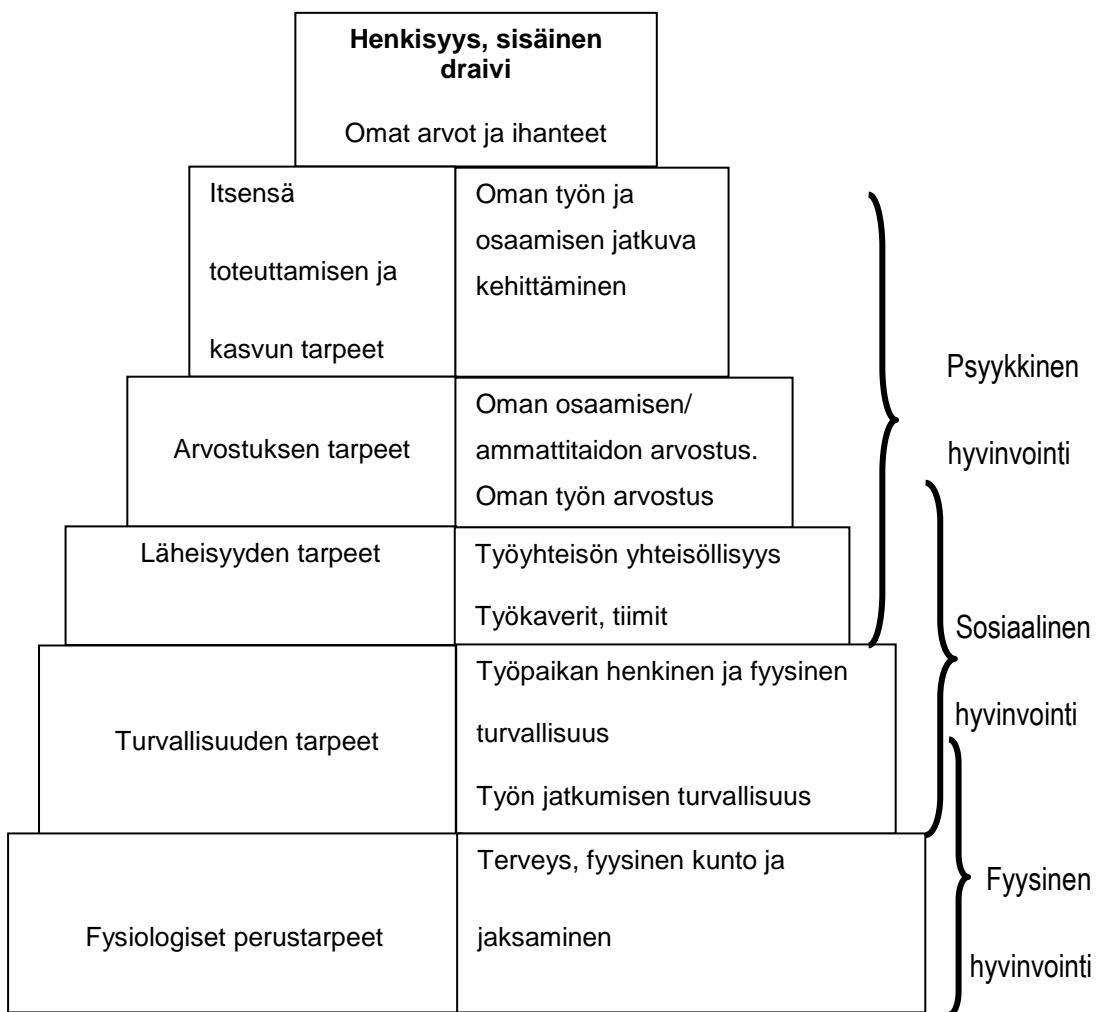 Henkisyys, sisäinen
draivi
Omat arvot ja ihanteet
Itsensä
toteuttamisen ja
kasvun tarpeet
Oman työn ja
osaamisen jatkuva
kehittäminen
Arvostuksen tarpeet
Oman osaamisen/
ammattitaidon arvostus.
Oman työn arvostus
Läheisyyden tarpeet
Työyhteisön yhteisöllisyys
Työkaverit, tiimit
Turvallisuuden tarpeet
Työpaikan henkinen ja fyysinen
turvallisuus
Työn jatkumisen turvallisuus
Fysiologiset perustarpeet
Terveys, fyysinen kunto ja
jaksaminen
Psyykkinen
hyvinvointi
Sosiaalinen
hyvinvointi
Fyysinen
hyvinvointi